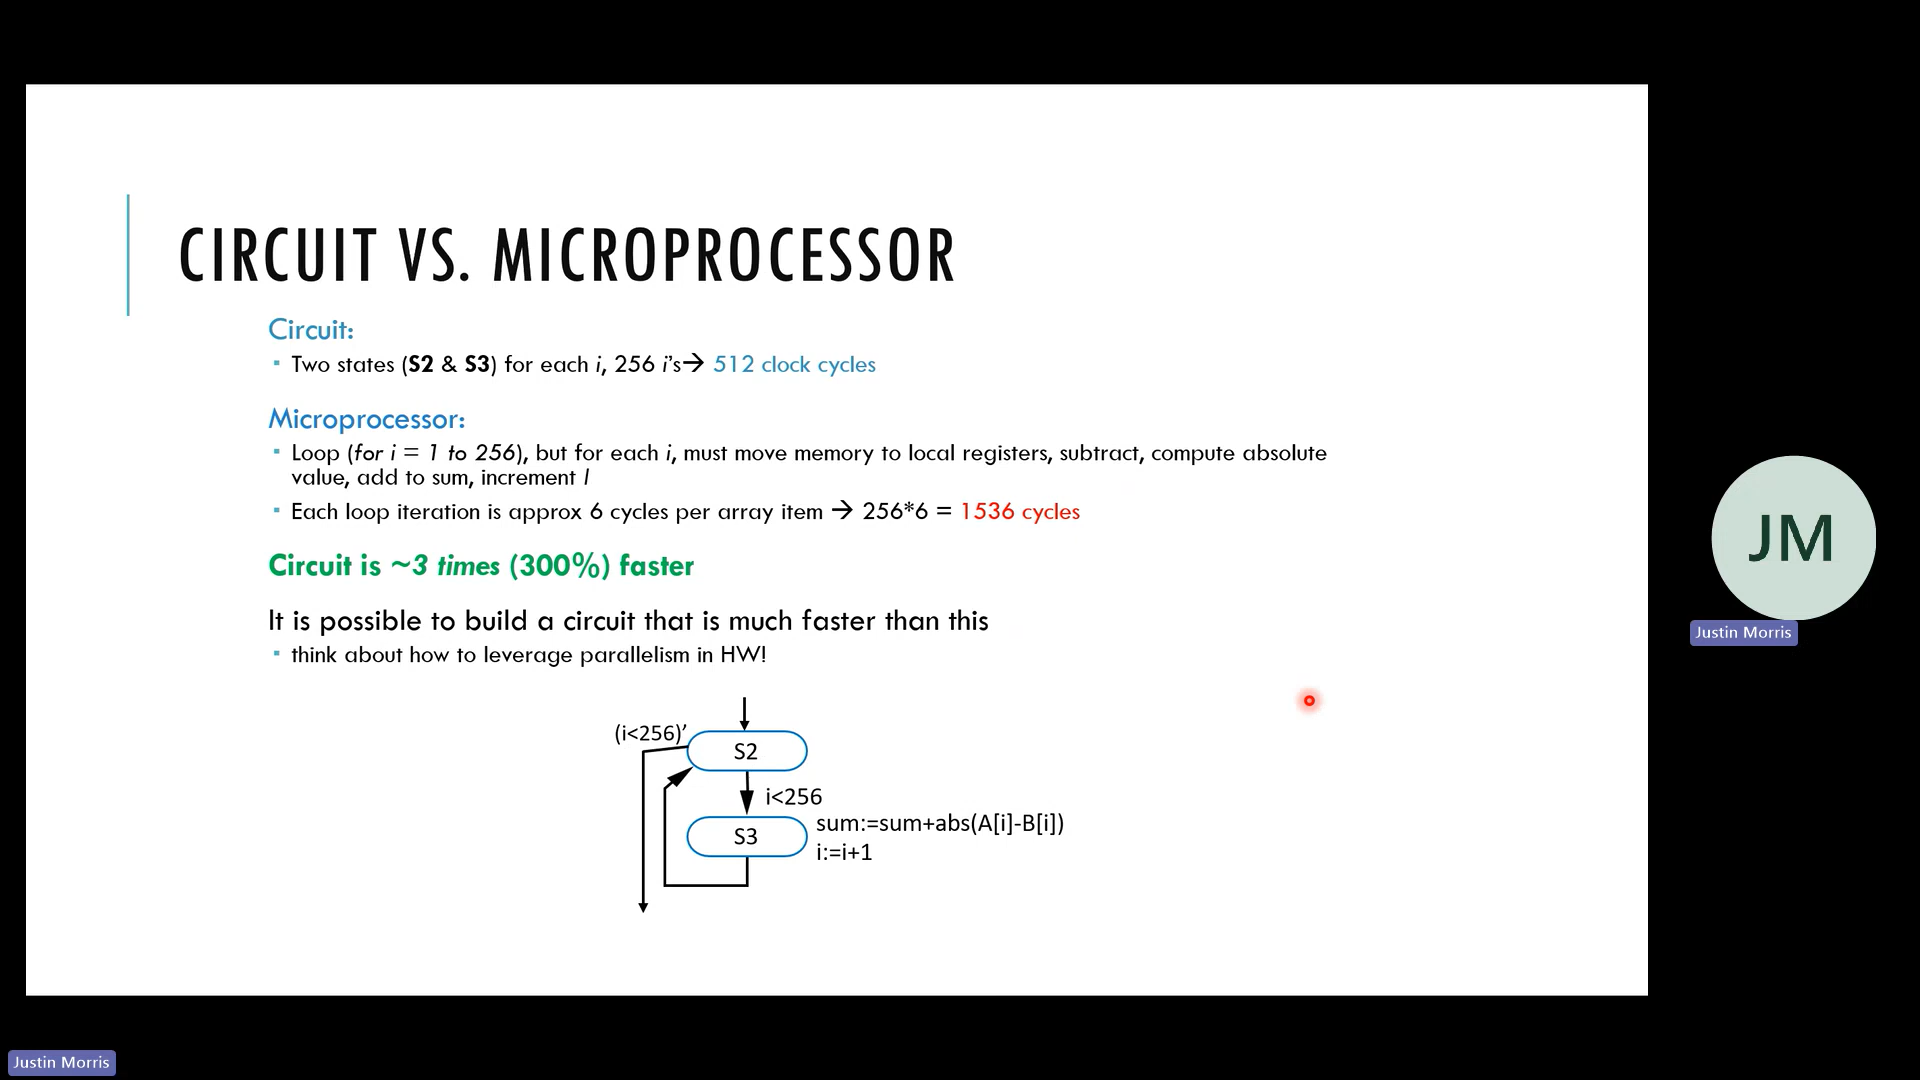 CIRCUIT VS. MICROPROCESSOR
Circuit:
▪ Two states (S2 & S3) for each i, 256 i's→ 512 clock cycles
Microprocessor:
▪ Loop (for i = 1 to 256), but for each i, must move memory to local registers, subtract, compute absolute
value, add to sum, increment I
▪ Each loop iteration is approx 6 cycles per array item → 256*6 = 1536 cycles
Circuit is ~3 times (300%) faster
It is possible to build a circuit that is much faster than this
▪ think about how to leverage parallelism in HW!
(i<256)’
S2
i<256
S3
sum:=sum+abs(A[i]-B[i])
i:=i+1
JM
Justin Morris
Justin Morris